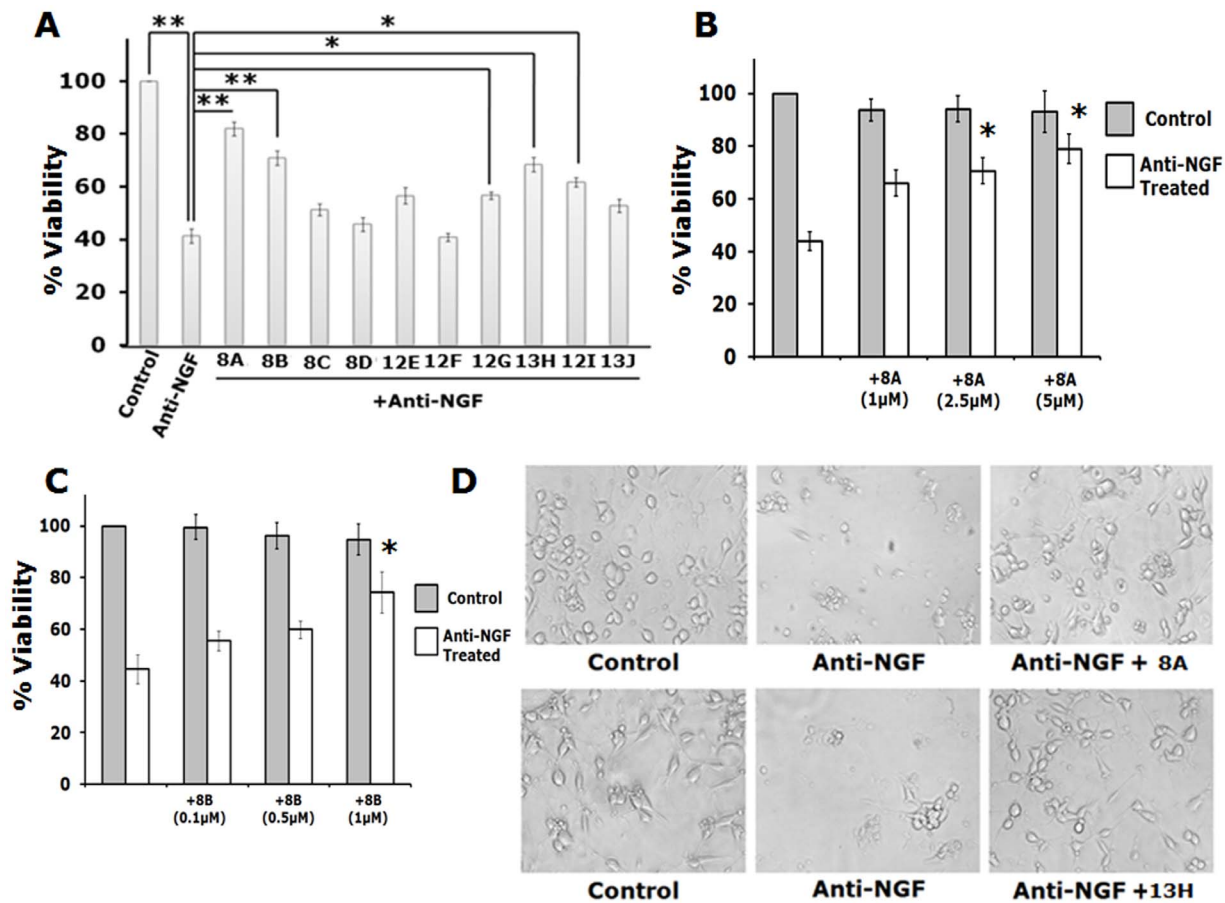 A
** * * ** **
% Viability
100
80
60
40
20
0
Control Anti-NGF 8A 8B 8C 8D 12E 12F 12G 13H 12I 13J
+Anti-NGF
B
% Viability
100
80
60
40
20
0
* *
Control
Anti-NGF
Treated
+8A +8A +8A
(1µM) (2.5µM) (5µM)
C
% Viability
100
80
60
40
20
0
*
Control
Anti-NGF
Treated
+8B +8B +8B
(0.1µM) (0.5µM) (1µM)
D
Control Anti-NGF Anti-NGF + 8A
Control Anti-NGF Anti-NGF +13H